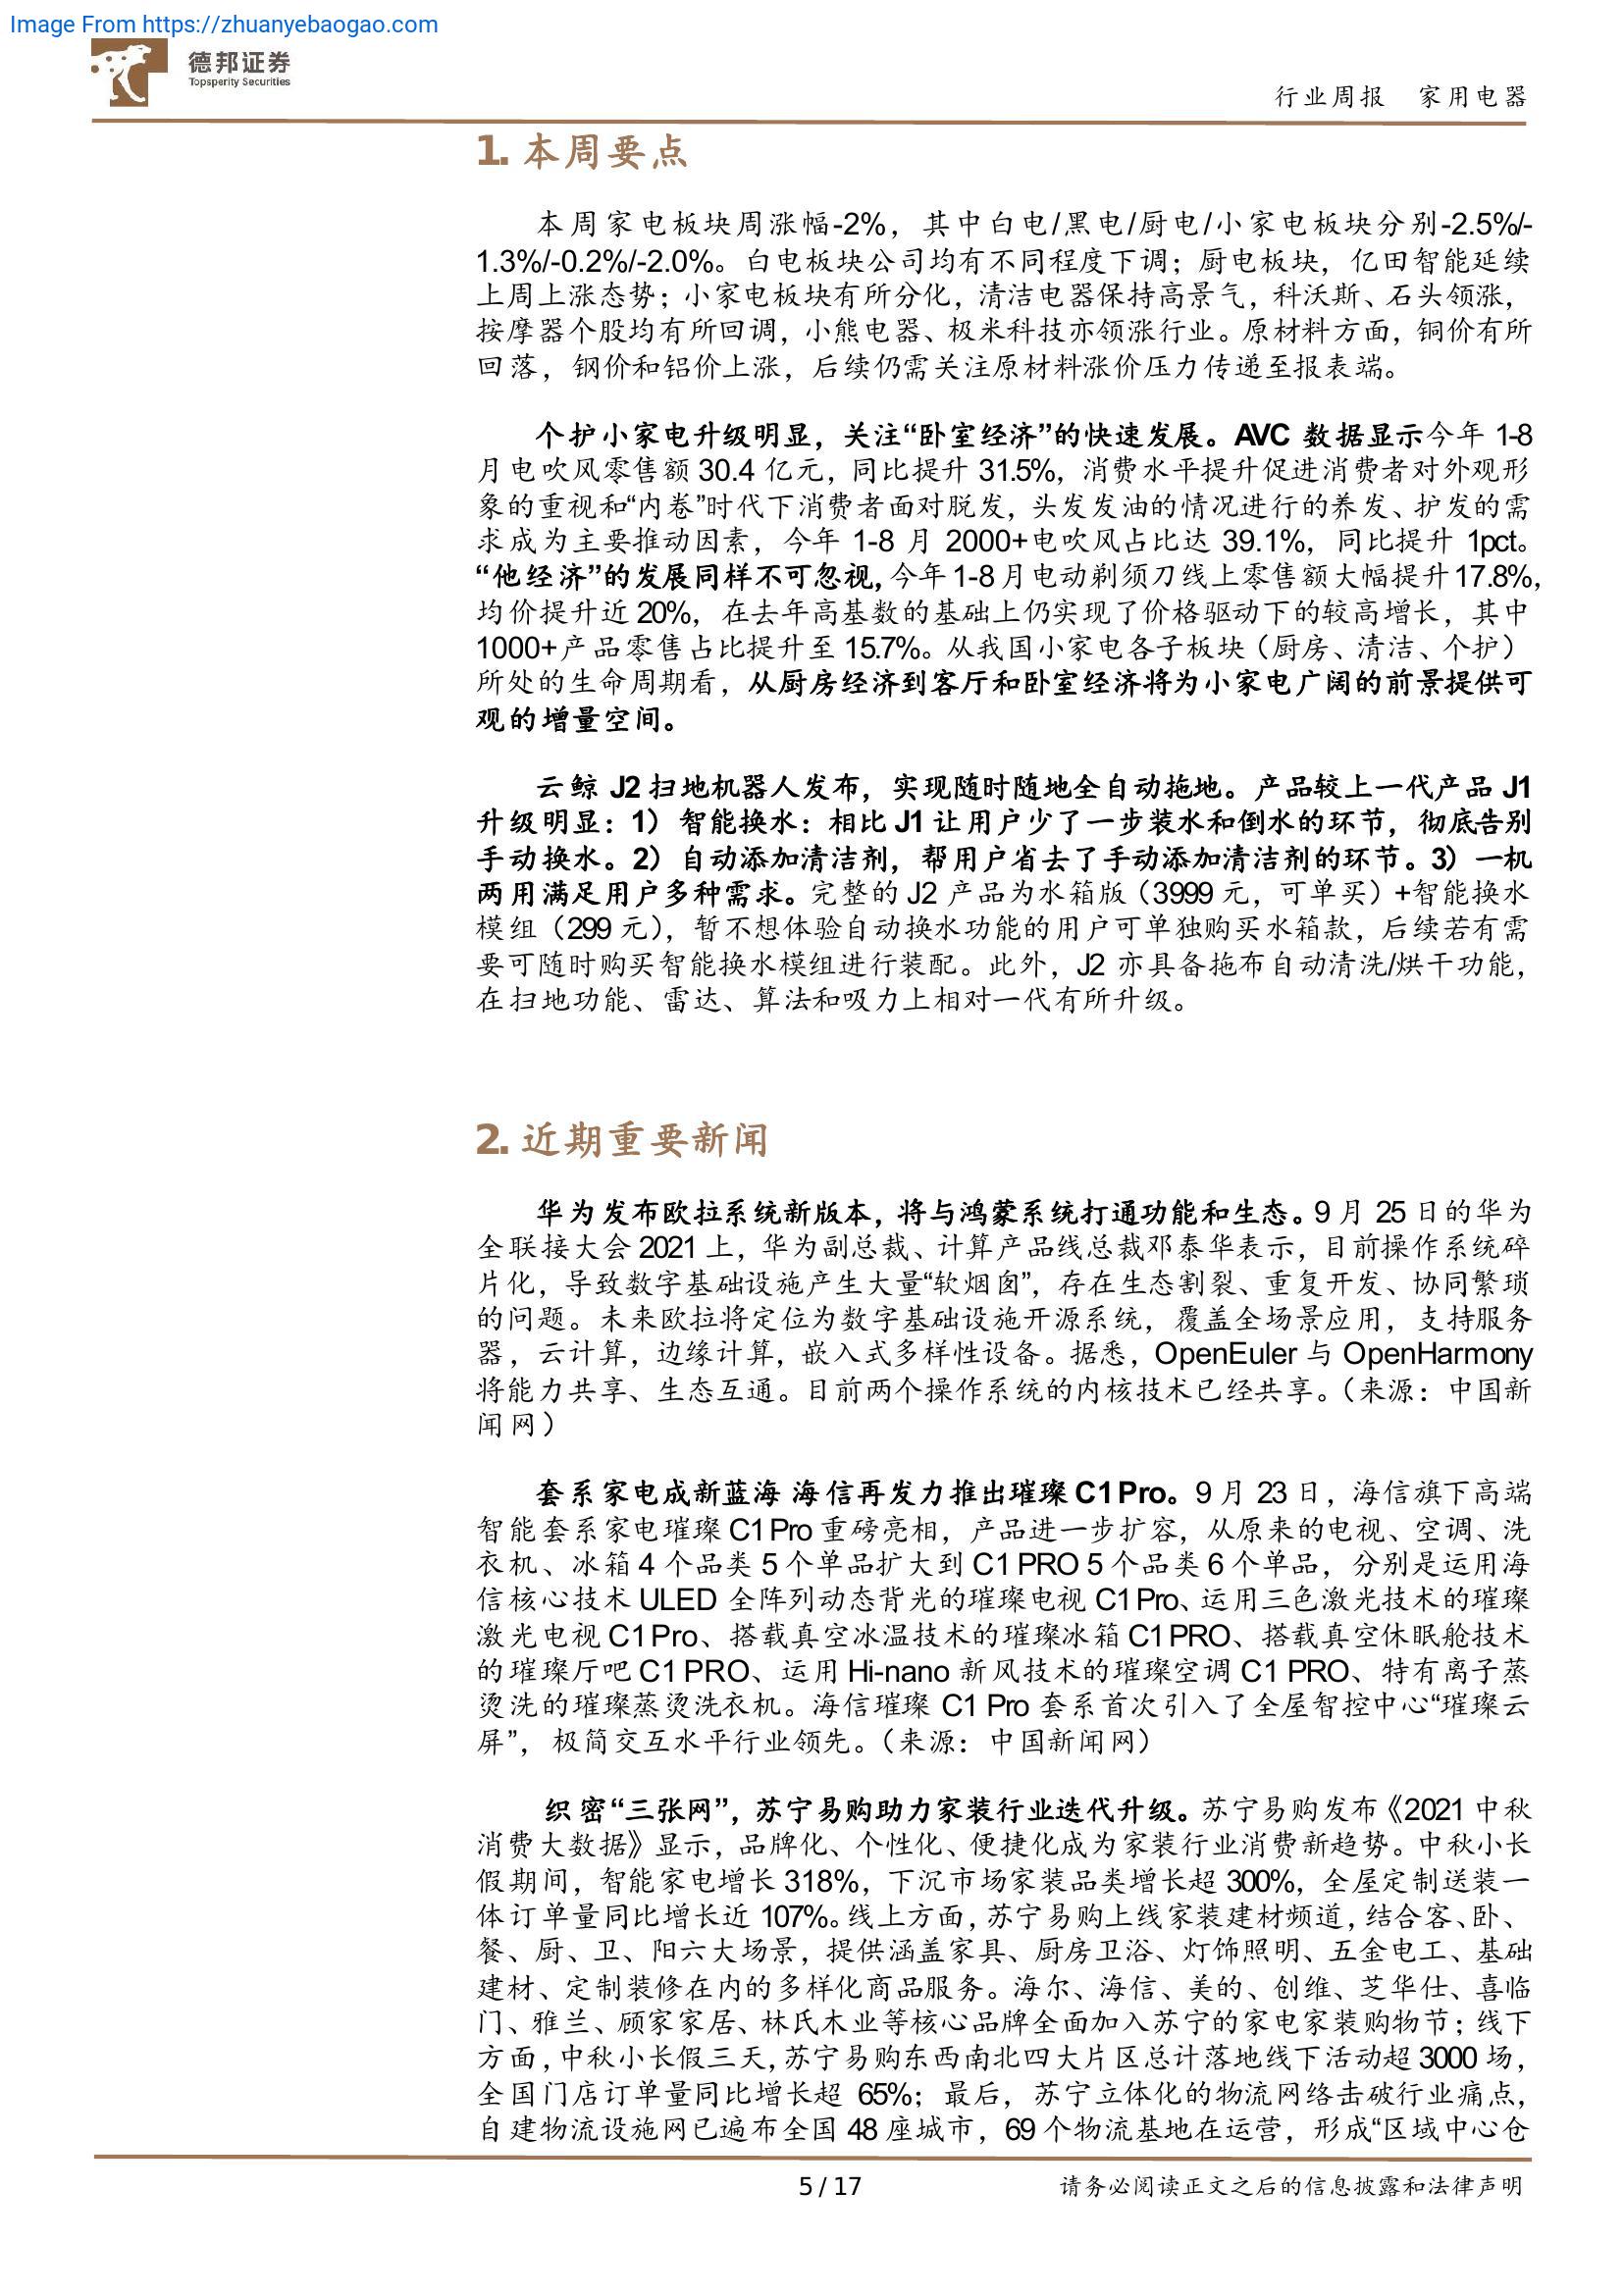 Image From https://zhuanyebaogao.com
德邦证券
Topsperity Securities
行业周报 家用电器
1. 本周要点
本周家电板块周涨幅-2%，其中白电/黑电/厨电/小家电板块分别-2.5%/-
1.3%/-0.2%/-2.0%。白电板块公司均有不同程度下调；厨电板块，亿田智能延续
上周上涨态势；小家电板块有所分化，清洁电器保持高景气，科沃斯、石头领涨，
按摩器个股均有所回调，小熊电器、极米科技亦领涨行业。原材料方面，铜价有所
回落，钢价和铝价上涨，后续仍需关注原材料涨价压力传递至报表端。
个护小家电升级明显，关注“卧室经济”的快速发展。AVC 数据显示今年 1-8
月电吹风零售额 30.4 亿元，同比提升 31.5%，消费水平提升促进消费者对外观形
象的重视和“内卷”时代下消费者面对脱发，头发发油的情况进行的养发、护发的需
求成为主要推动因素，今年 1-8 月 2000+电吹风占比达 39.1%，同比提升 1pct。
“他经济”的发展同样不可忽视，今年 1-8 月电动剃须刀线上零售额大幅提升 17.8%，
均价提升近 20%，在去年高基数的基础上仍实现了价格驱动下的较高增长，其中
1000+产品零售占比提升至 15.7%。从我国小家电各子板块（厨房、清洁、个护）
所处的生命周期看，从厨房经济到客厅和卧室经济将为小家电广阔的前景提供可
观的增量空间。
云鲸 J2 扫地机器人发布，实现随时随地全自动拖地。产品较上一代产品 J1
升级明显：1）智能换水：相比 J1 让用户少了一步装水和倒水的环节，彻底告别
手动换水。2）自动添加清洁剂，帮用户省去了手动添加清洁剂的环节。3）一机
两用满足用户多种需求。完整的 J2 产品为水箱版（3999 元，可单买）+智能换水
模组（299 元），暂不想体验自动换水功能的用户可单独购买水箱款，后续若有需
要可随时购买智能换水模组进行装配。此外，J2 亦具备拖布自动清洗/烘干功能，
在扫地功能、雷达、算法和吸力上相对一代有所升级。
2. 近期重要新闻
华为发布欧拉系统新版本，将与鸿蒙系统打通功能和生态。9 月 25 日的华为
全联接大会 2021 上，华为副总裁、计算产品线总裁邓泰华表示，目前操作系统碎
片化，导致数字基础设施产生大量“软烟囱”，存在生态割裂、重复开发、协同繁琐
的问题。未来欧拉将定位为数字基础设施开源系统，覆盖全场景应用，支持服务
器，云计算，边缘计算，嵌入式多样性设备。据悉，OpenEuler 与 OpenHarmony
将能力共享、生态互通。目前两个操作系统的内核技术已经共享。（来源：中国新
闻网）
套系家电成新蓝海 海信再发力推出璀璨 C1 Pro。9 月 23 日，海信旗下高端
智能套系家电璀璨 C1 Pro 重磅亮相，产品进一步扩容，从原来的电视、空调、洗
衣机、冰箱 4 个品类 5 个单品扩大到 C1 PRO 5 个品类 6 个单品，分别是运用海
信核心技术 ULED 全阵列动态背光的璀璨电视 C1 Pro、运用三色激光技术的璀璨
激光电视 C1 Pro、搭载真空冰温技术的璀璨冰箱 C1 PRO、搭载真空休眠舱技术
的璀璨厅吧 C1 PRO、运用 Hi-nano 新风技术的璀璨空调 C1 PRO、特有离子蒸
烫洗的璀璨蒸烫洗衣机。海信璀璨 C1 Pro 套系首次引入了全屋智控中心“璀璨云
屏”，极简交互水平行业领先。（来源：中国新闻网）
织密“三张网”，苏宁易购助力家装行业迭代升级。苏宁易购发布《2021 中秋
消费大数据》显示，品牌化、个性化、便捷化成为家装行业消费新趋势。中秋小长
假期间，智能家电增长 318%，下沉市场家装品类增长超 300%，全屋定制送装一
体订单量同比增长近 107%。线上方面，苏宁易购上线家装建材频道，结合客、卧、
餐、厨、卫、阳六大场景，提供涵盖家具、厨房卫浴、灯饰照明、五金电工、基础
建材、定制装修在内的多样化商品服务。海尔、海信、美的、创维、芝华仕、喜临
门、雅兰、顾家家居、林氏木业等核心品牌全面加入苏宁的家电家装购物节；线下
方面，中秋小长假三天，苏宁易购东西南北四大片区总计落地线下活动超 3000 场，
全国门店订单量同比增长超 65%；最后，苏宁立体化的物流网络击破行业痛点，
自建物流设施网已遍布全国 48 座城市，69 个物流基地在运营，形成“区域中心仓
5 / 17
请务必阅读正文之后的信息披露和法律声明